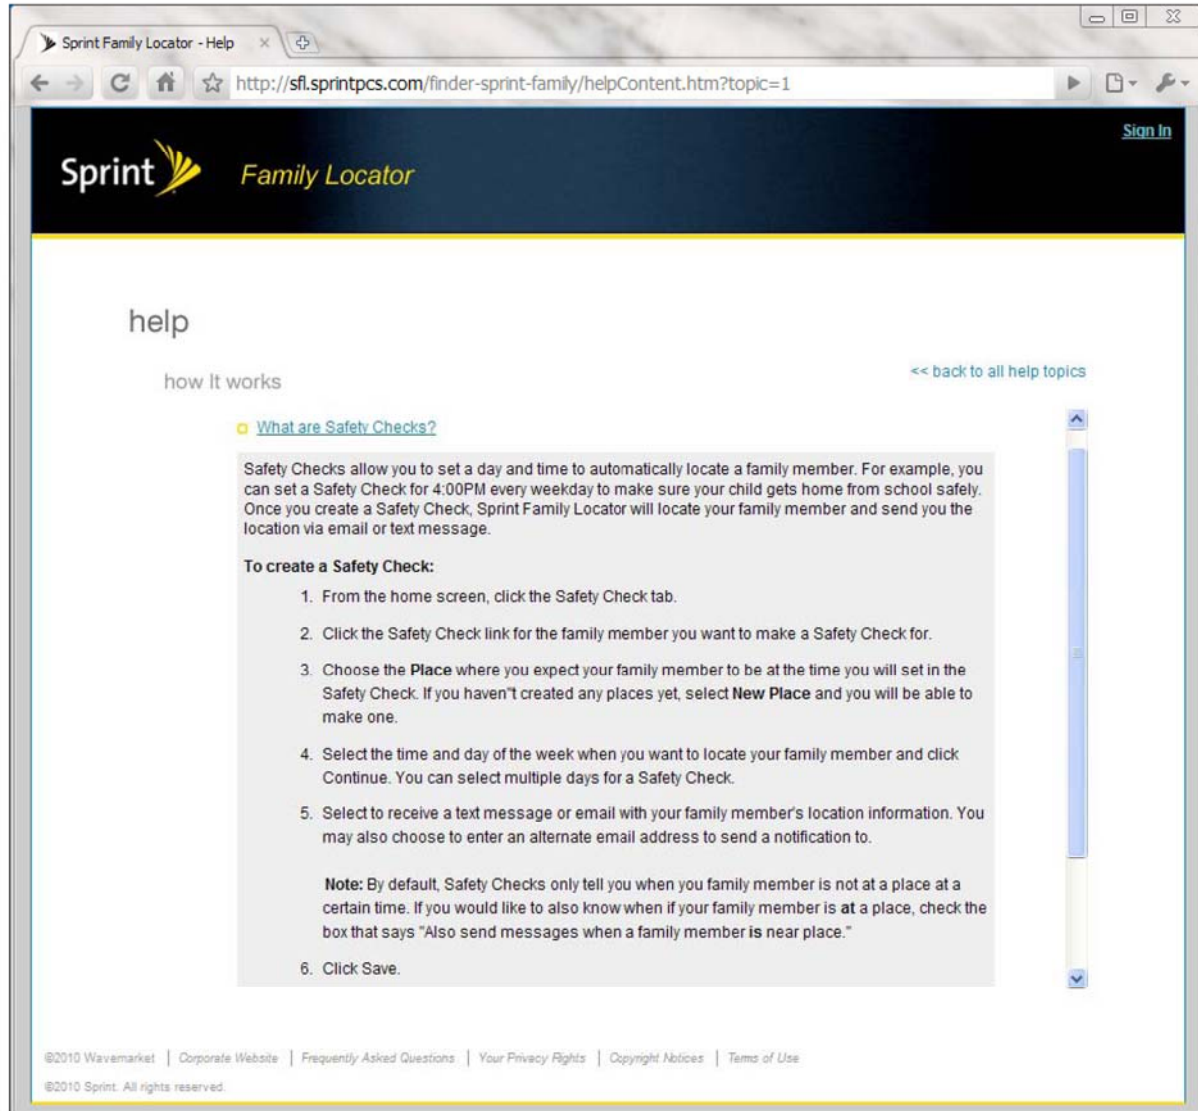 Sprint Family Locator - Help
http://sfl.sprintpcs.com/finder-sprint-family/helpContent.htm?topic=1
Sign In
Sprint Family Locator
help
how It works
<< back to all help topics
What are Safety Checks?
Safety Checks allow you to set a day and time to automatically locate a family member. For example, you
can set a Safety Check for 4:00PM every weekday to make sure your child gets home from school safely.
Once you create a Safety Check, Sprint Family Locator will locate your family member and send you the
location via email or text message.
To create a Safety Check:
1. From the home screen, click the Safety Check tab.
2. Click the Safety Check link for the family member you want to make a Safety Check for.
3. Choose the Place where you expect your family member to be at the time you will set in the
Safety Check. If you haven"t created any places yet, select New Place and you will be able to
make one.
4. Select the time and day of the week when you want to locate your family member and click
Continue. You can select multiple days for a Safety Check.
5. Select to receive a text message or email with your family member's location information. You
may also choose to enter an alternate email address to send a notification to.
Note: By default, Safety Checks only tell you when you family member is not at a place at a
certain time. If you would like to also know when if your family member is at a place, check the
box that says "Also send messages when a family member is near place."
6. Click Save.
©2010 Wavemarket | Corporate Website | Frequently Asked Questions | Your Privacy Rights | Copyright Notices | Terms of Use
©2010 Sprint. All rights reserved.